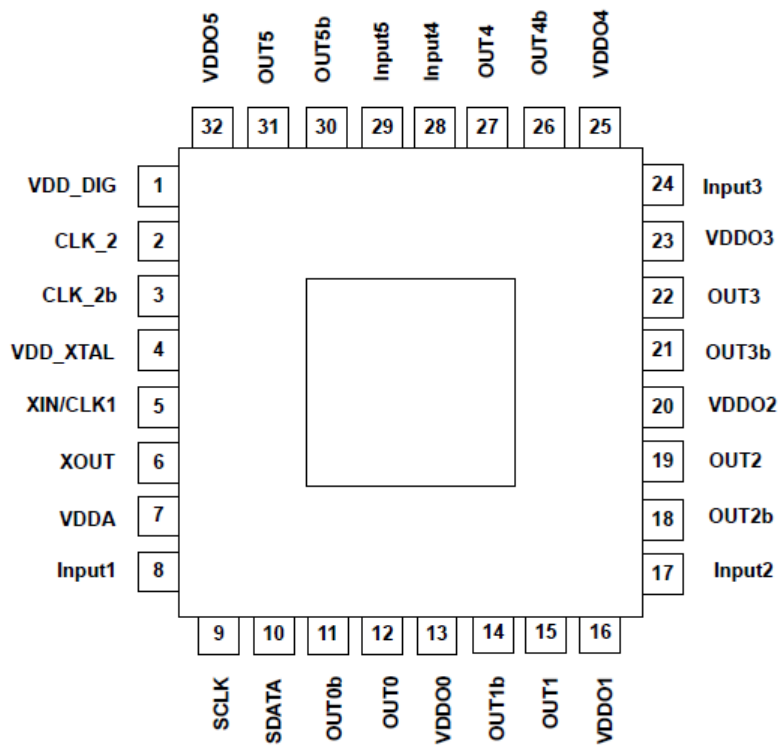 VDDO5 OUT5 OUT5b Input5 Input4 OUT4 OUT4b VDDO4
32 31 30 29 28 27 26 25
VDD_DIG 1 24 Input3
CLK_2 2 23 VDDO3
CLK_2b 3 22 OUT3
VDD_XTAL 4 21 OUT3b
XIN/CLK1 5 20 VDDO2
XOUT 6 19 OUT2
VDDA 7 18 OUT2b
Input1 8 17 Input2
9 10 11 12 13 14 15 16
SCLK SDATA OUT0b OUT0 VDDO0 OUT1b OUT1 VDDO1